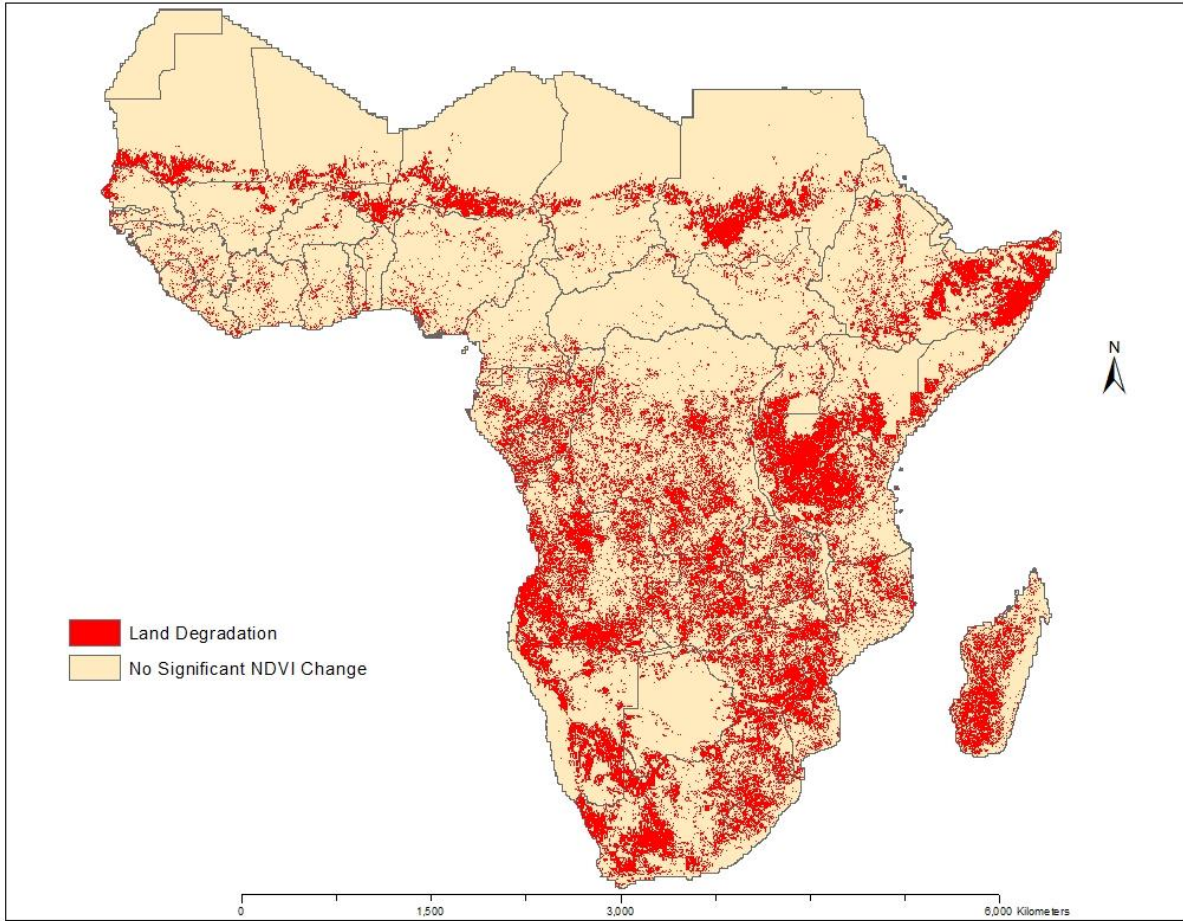 N
Land Degradation
No Significant NDVI Change
0 1,500 3,000 6,000 Kilometers